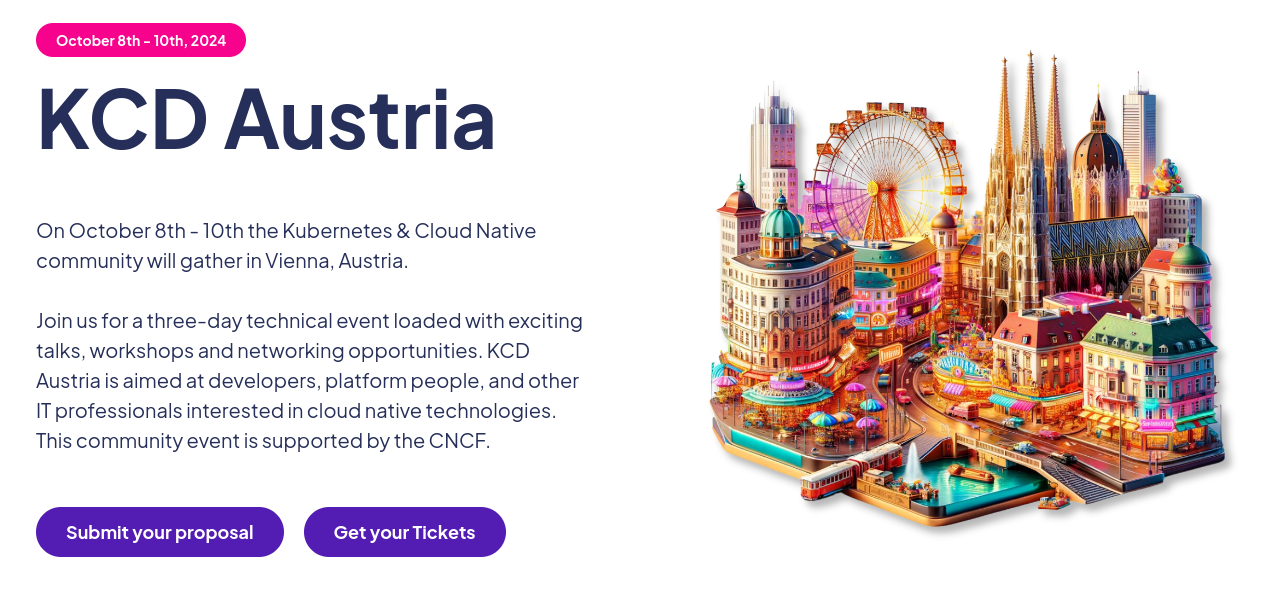 October 8th - 10th, 2024
KCD Austria
On October 8th - 10th the Kubernetes & Cloud Native
community will gather in Vienna, Austria.
Join us for a three-day technical event loaded with exciting
talks, workshops and networking opportunities. KCD
Austria is aimed at developers, platform people, and other
IT professionals interested in cloud native technologies.
This community event is supported by the CNCF.
Submit your proposal
Get your Tickets